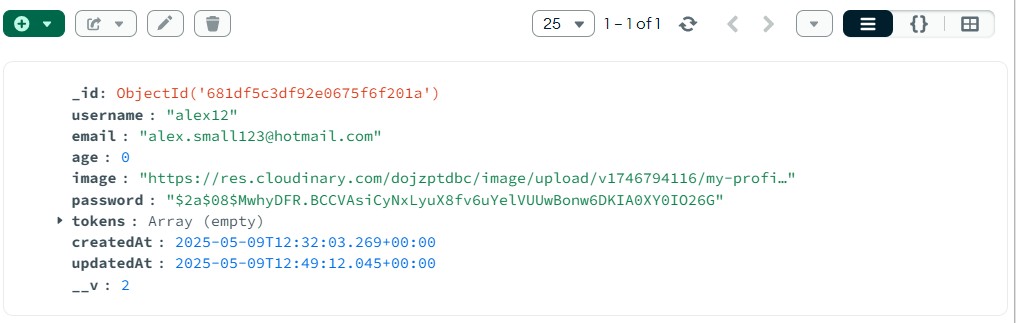 25 1 – 1 of 1 {}
_id: ObjectId('681df5c3df92e0675f6f201a')
username : "alex12"
email : "alex.small123@hotmail.com"
age : 0
image : "https://res.cloudinary.com/dojzptdbc/image/upload/v1746794116/my-profi…"
password : "$2a$08$MwhyDFR.BCCVAsiCyNxLyuX8fv6uYelVUUwBonw6DKIA0XY0IO26G"
tokens : Array (empty)
createdAt : 2025-05-09T12:32:03.269+00:00
updatedAt : 2025-05-09T12:49:12.045+00:00
__v : 2